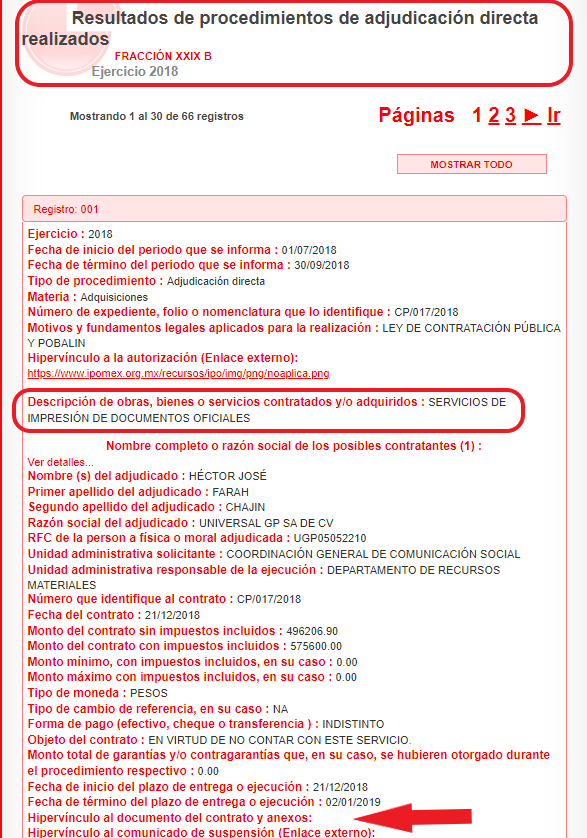 Resultados de procedimientos de adjudicación directa
realizados
FRACCIÓN XXIX B
Ejercicio 2018
Mostrando 1 al 30 de 66 registros
Páginas 1 2 3 ► Ir
MOSTRAR TODO
Registro: 001
Ejercicio : 2018
Fecha de inicio del periodo que se informa : 01/07/2018
Fecha de término del periodo que se informa : 30/09/2018
Tipo de procedimiento : Adjudicación directa
Materia : Adquisiciones
Número de expediente, folio o nomenclatura que lo identifique : CP/017/2018
Motivos y fundamentos legales aplicados para la realización : LEY DE CONTRATACIÓN PÚBLICA
Y POBALIN
Hipervínculo a la autorización (Enlace externo):
https://www.ipomex.org.mx/recursos/ipo/img/png/noaplica.png
Descripción de obras, bienes o servicios contratados y/o adquiridos : SERVICIOS DE
IMPRESIÓN DE DOCUMENTOS OFICIALES
Nombre completo o razón social de los posibles contratantes (1) :
Ver detalles...
Nombre (s) del adjudicado : HÉCTOR JOSÉ
Primer apellido del adjudicado : FARAH
Segundo apellido del adjudicado : CHAJIN
Razón social del adjudicado : UNIVERSAL GP SA DE CV
RFC de la person a física o moral adjudicada : UGP05052210
Unidad administrativa solicitante : COORDINACIÓN GENERAL DE COMUNICACIÓN SOCIAL
Unidad administrativa responsable de la ejecución : DEPARTAMENTO DE RECURSOS
MATERIALES
Número que identifique al contrato : CP/017/2018
Fecha del contrato : 21/12/2018
Monto del contrato sin impuestos incluidos : 496206.90
Monto del contrato con impuestos incluidos : 575600.00
Monto mínimo, con impuestos incluidos, en su caso : 0.00
Monto máximo con impuestos incluidos, en su caso : 0.00
Tipo de moneda : PESOS
Tipo de cambio de referencia, en su caso : NA
Forma de pago (efectivo, cheque o transferencia ) : INDISTINTO
Objeto del contrato : EN VIRTUD DE NO CONTAR CON ESTE SERVICIO.
Monto total de garantías y/o contragarantías que, en su caso, se hubieren otorgado durante
el procedimiento respectivo : 0.00
Fecha de inicio del plazo de entrega o ejecución : 21/12/2018
Fecha de término del plazo de entrega o ejecución : 02/01/2019
Hipervínculo al documento del contrato y anexos:
Hipervínculo al comunicado de suspensión (Enlace externo):